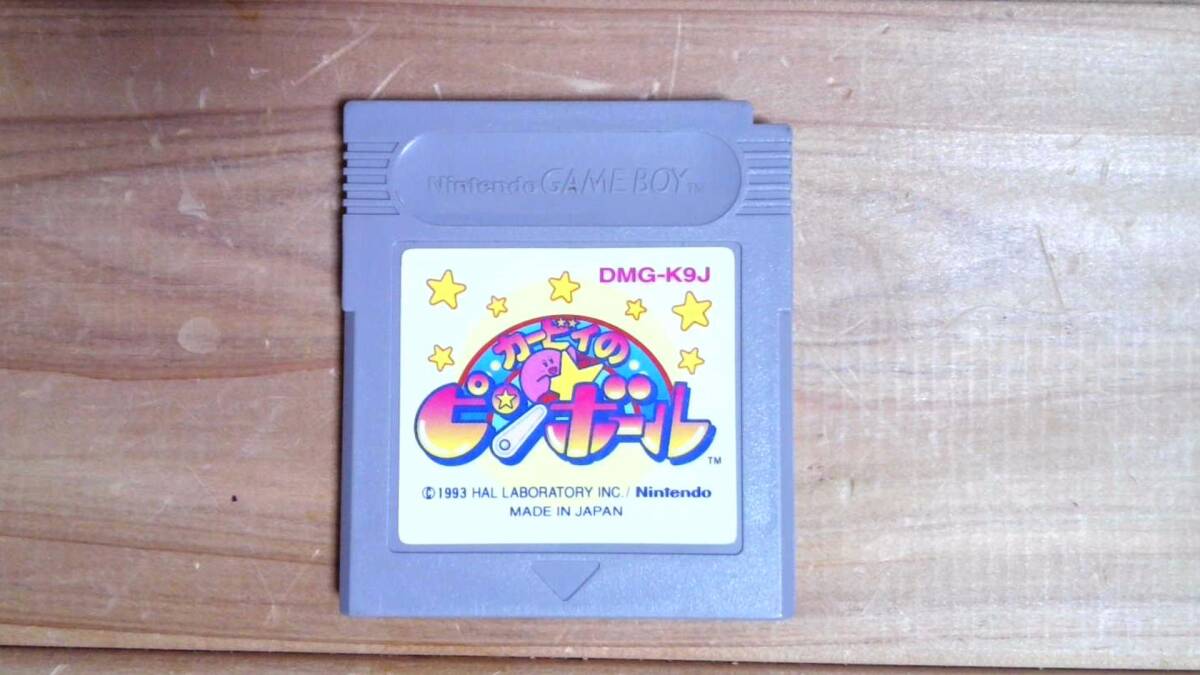 Nintendo GAME BOY TM
DMG-K9J
カービィの
ピンボール
TM
©1993 HAL LABORATORY INC./ Nintendo
MADE IN JAPAN